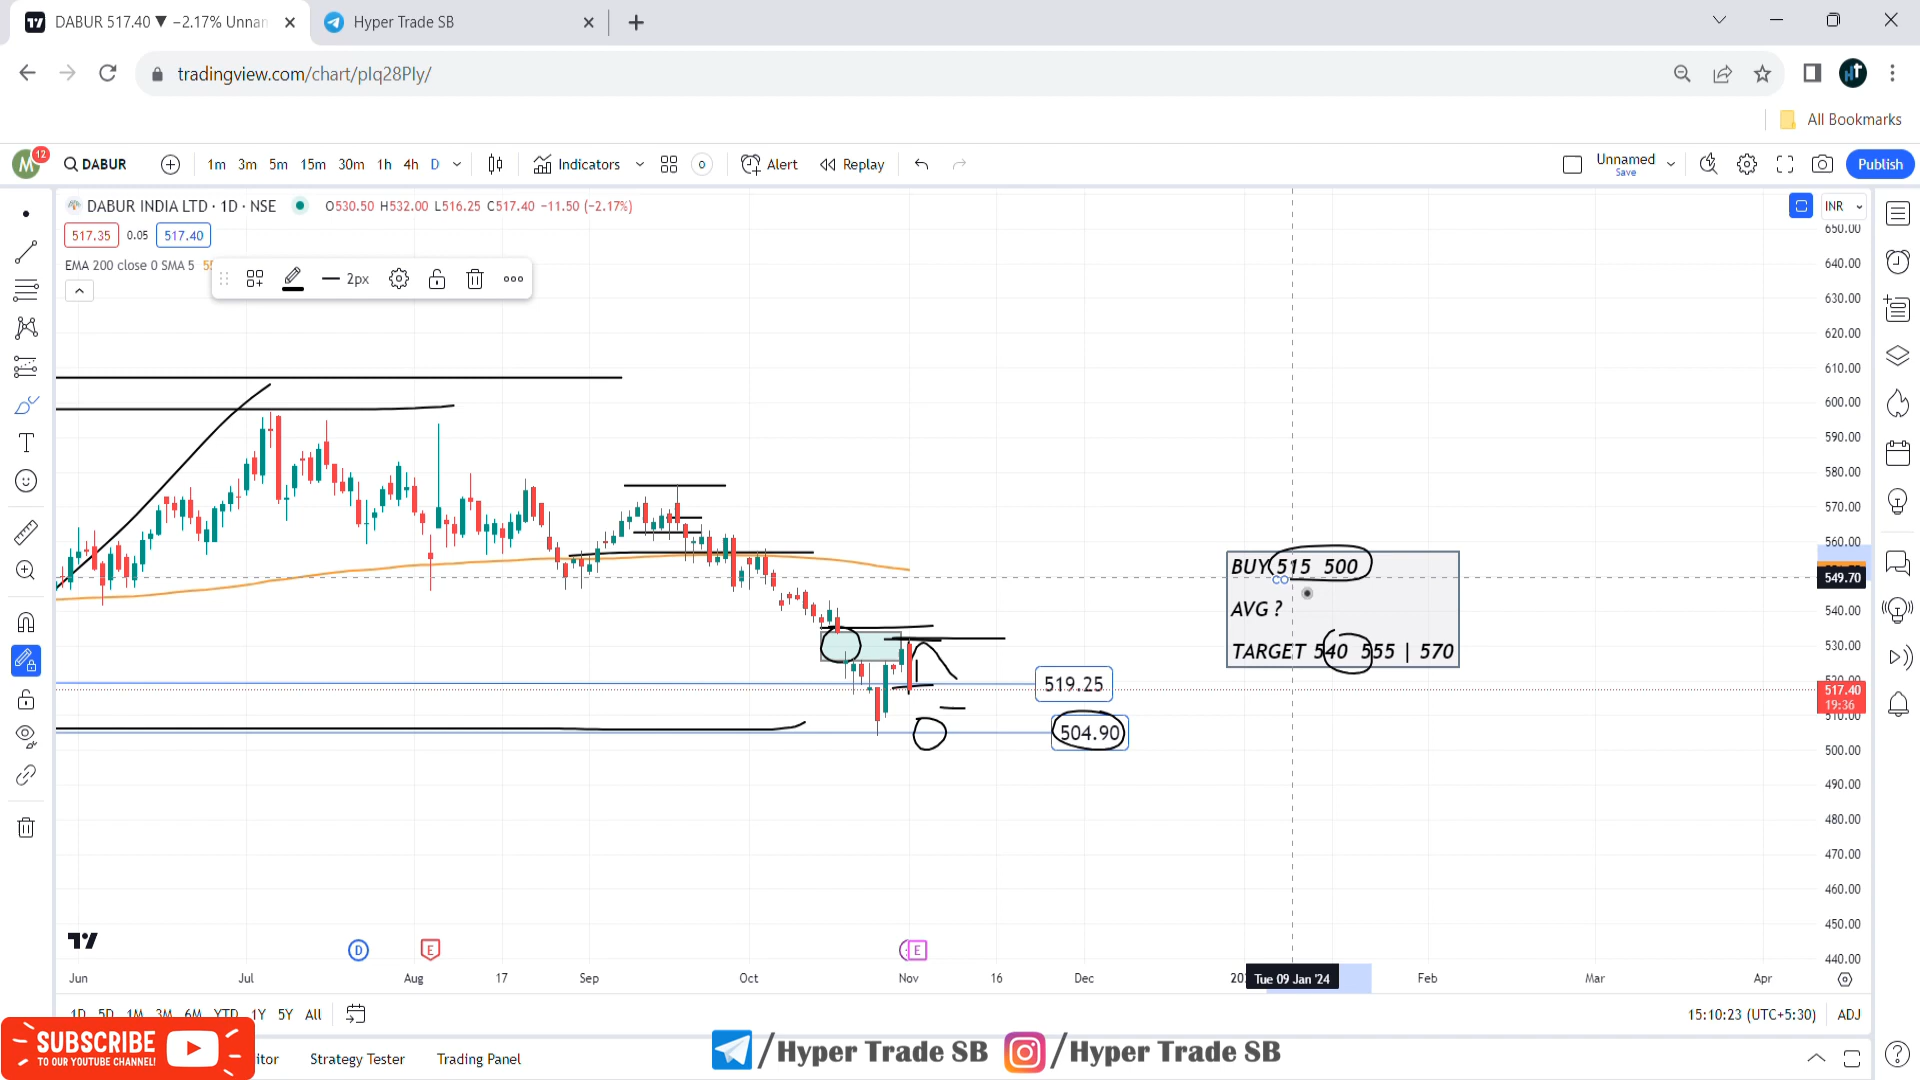 DABUR 517.40 ▼ −2.17% Unnan
Hyper Trade SB
tradingview.com/chart/pIq28Ply/
All Bookmarks
M 12
DABUR
1m 3m 5m 15m 30m 1h 4h D
Indicators
Alert
Replay
Unnamed
Save
Publish
DABUR INDIA LTD · 1D · NSE
O530.50 H532.00 L516.25 C517.40 −11.50 (−2.17%)
INR
517.35 0.05 517.40
EMA 200 close 0 SMA 5
2px
650.00
640.00
630.00
620.00
610.00
600.00
590.00
580.00
570.00
560.00
549.70
540.00
530.00
520.00
517.40
19:36
510.00
500.00
490.00
480.00
470.00
460.00
450.00
440.00
BUY 515 500
AVG ?
TARGET 540 555 | 570
519.25
504.90
D
E
E
Jun Jul Aug 17 Sep Oct Nov 16 Dec 20 Tue 09 Jan '24 Feb Mar Apr
1D 5D 1M 3M 6M YTD 1Y 5Y All
15:10:23 (UTC+5:30) ADJ
SUBSCRIBE
TO OUR YOUTUBE CHANNEL!
itor
Strategy Tester
Trading Panel
/Hyper Trade SB
/Hyper Trade SB